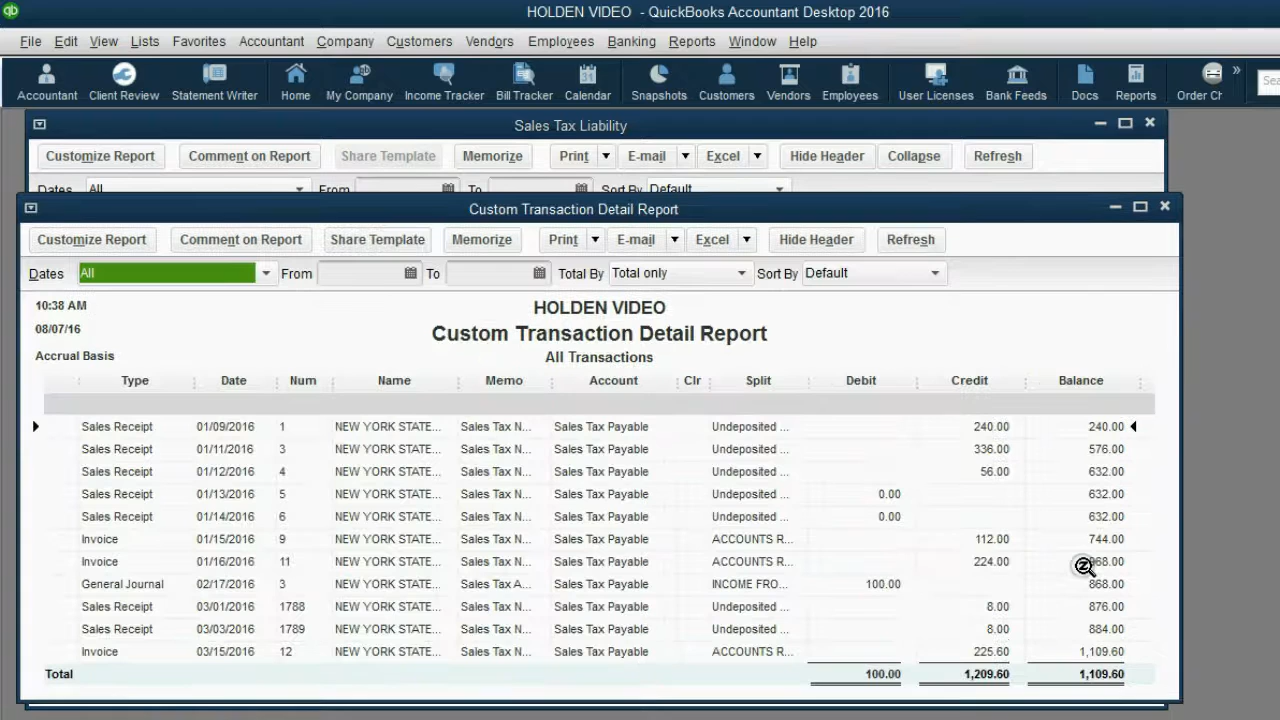 qb HOLDEN VIDEO - QuickBooks Accountant Desktop 2016
File Edit View Lists Favorites Accountant Company Customers Vendors Employees Banking Reports Window Help
Accountant Client Review Statement Writer Home My Company Income Tracker Bill Tracker Calendar Snapshots Customers Vendors Employees User Licenses Bank Feeds Docs Reports Order Ch » Sea
Sales Tax Liability
Customize Report Comment on Report Share Template Memorize Print E-mail Excel Hide Header Collapse Refresh
Dates All From To Sort By Default
Custom Transaction Detail Report
Customize Report Comment on Report Share Template Memorize Print E-mail Excel Hide Header Refresh
Dates All From To Total By Total only Sort By Default
10:38 AM HOLDEN VIDEO
08/07/16 Custom Transaction Detail Report
Accrual Basis All Transactions
Type Date Num Name Memo Account Clr Split Debit Credit Balance
Sales Receipt 01/09/2016 1 NEW YORK STATE... Sales Tax N... Sales Tax Payable Undeposited ... 240.00 240.00
Sales Receipt 01/11/2016 3 NEW YORK STATE... Sales Tax N... Sales Tax Payable Undeposited ... 336.00 576.00
Sales Receipt 01/12/2016 4 NEW YORK STATE... Sales Tax N... Sales Tax Payable Undeposited ... 56.00 632.00
Sales Receipt 01/13/2016 5 NEW YORK STATE... Sales Tax N... Sales Tax Payable Undeposited ... 0.00 632.00
Sales Receipt 01/14/2016 6 NEW YORK STATE... Sales Tax N... Sales Tax Payable Undeposited ... 0.00 632.00
Invoice 01/15/2016 9 NEW YORK STATE... Sales Tax N... Sales Tax Payable ACCOUNTS R... 112.00 744.00
Invoice 01/16/2016 11 NEW YORK STATE... Sales Tax N... Sales Tax Payable ACCOUNTS R... 224.00
General Journal 02/17/2016 3 NEW YORK STATE... Sales Tax A... Sales Tax Payable INCOME FRO... 100.00 868.00
Sales Receipt 03/01/2016 1788 NEW YORK STATE... Sales Tax N... Sales Tax Payable Undeposited ... 8.00 876.00
Sales Receipt 03/03/2016 1789 NEW YORK STATE... Sales Tax N... Sales Tax Payable Undeposited ... 8.00 884.00
Invoice 03/15/2016 12 NEW YORK STATE... Sales Tax N... Sales Tax Payable ACCOUNTS R... 225.60 1,109.60
Total 100.00 1,209.60 1,109.60